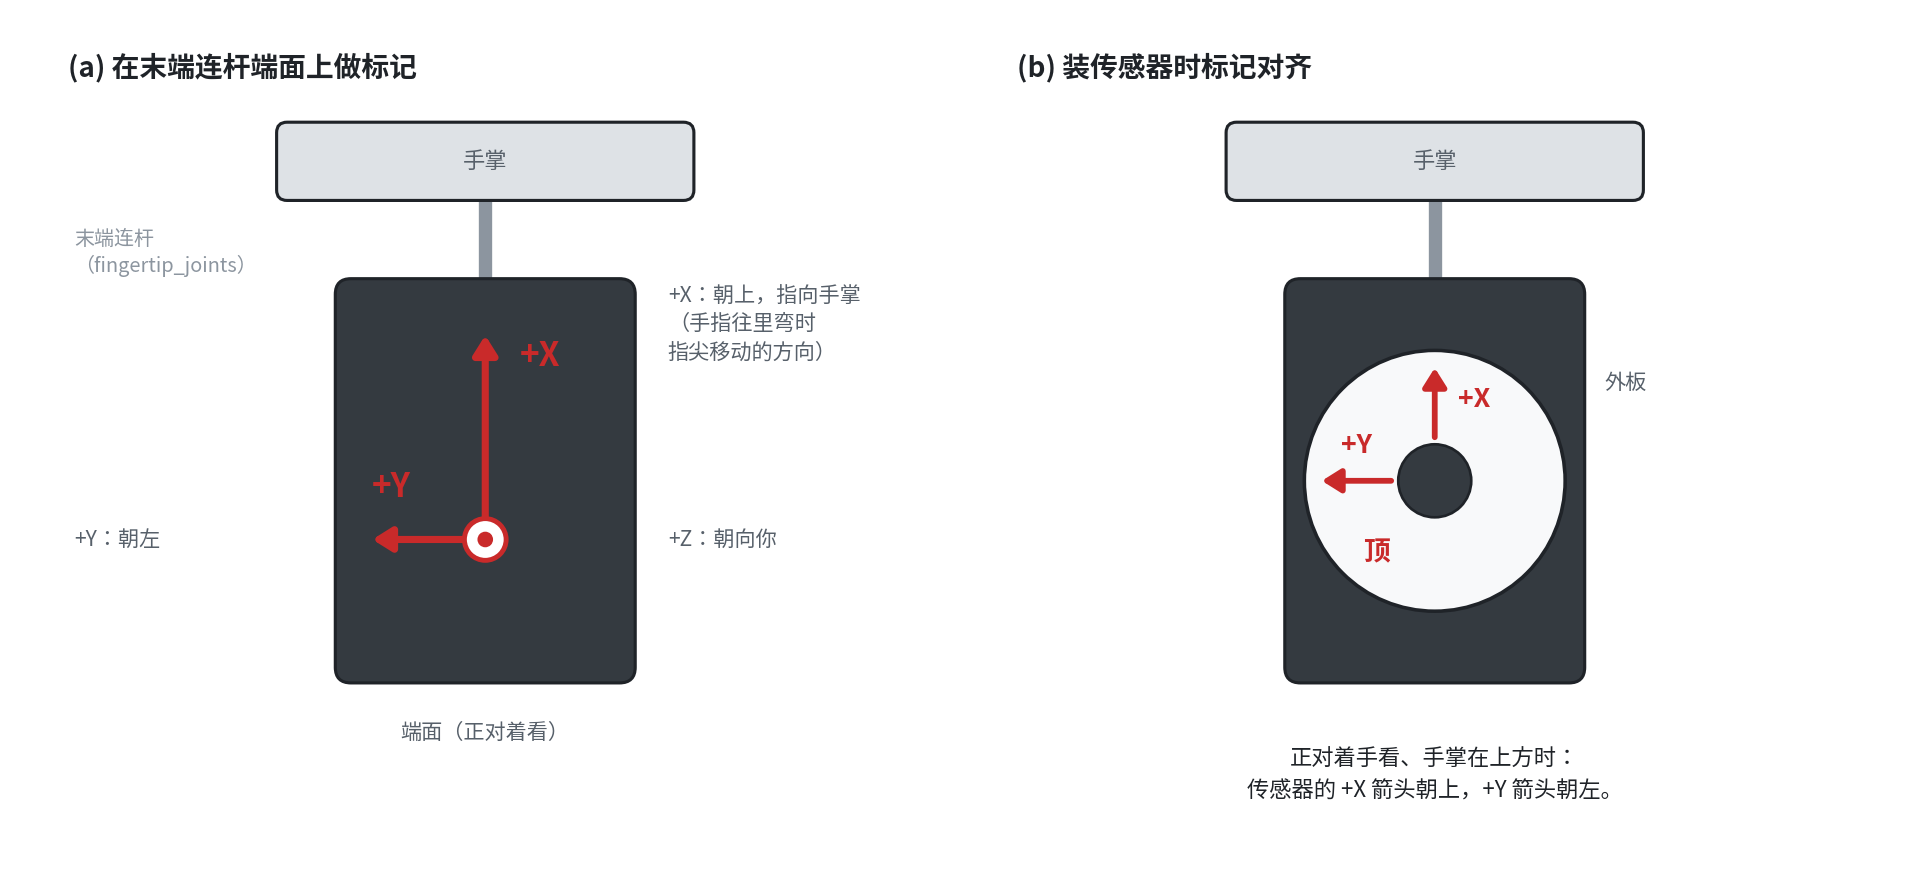 (a) 在末端连杆端面上做标记
手掌
末端连杆
（fingertip_joints）
+X：朝上，指向手掌
（手指往里弯时
指尖移动的方向）
+X
+Y
+Y：朝左
+Z：朝向你
端面（正对着看）
(b) 装传感器时标记对齐
手掌
外板
+X
+Y
顶
正对着手看、手掌在上方时：
传感器的 +X 箭头朝上，+Y 箭头朝左。